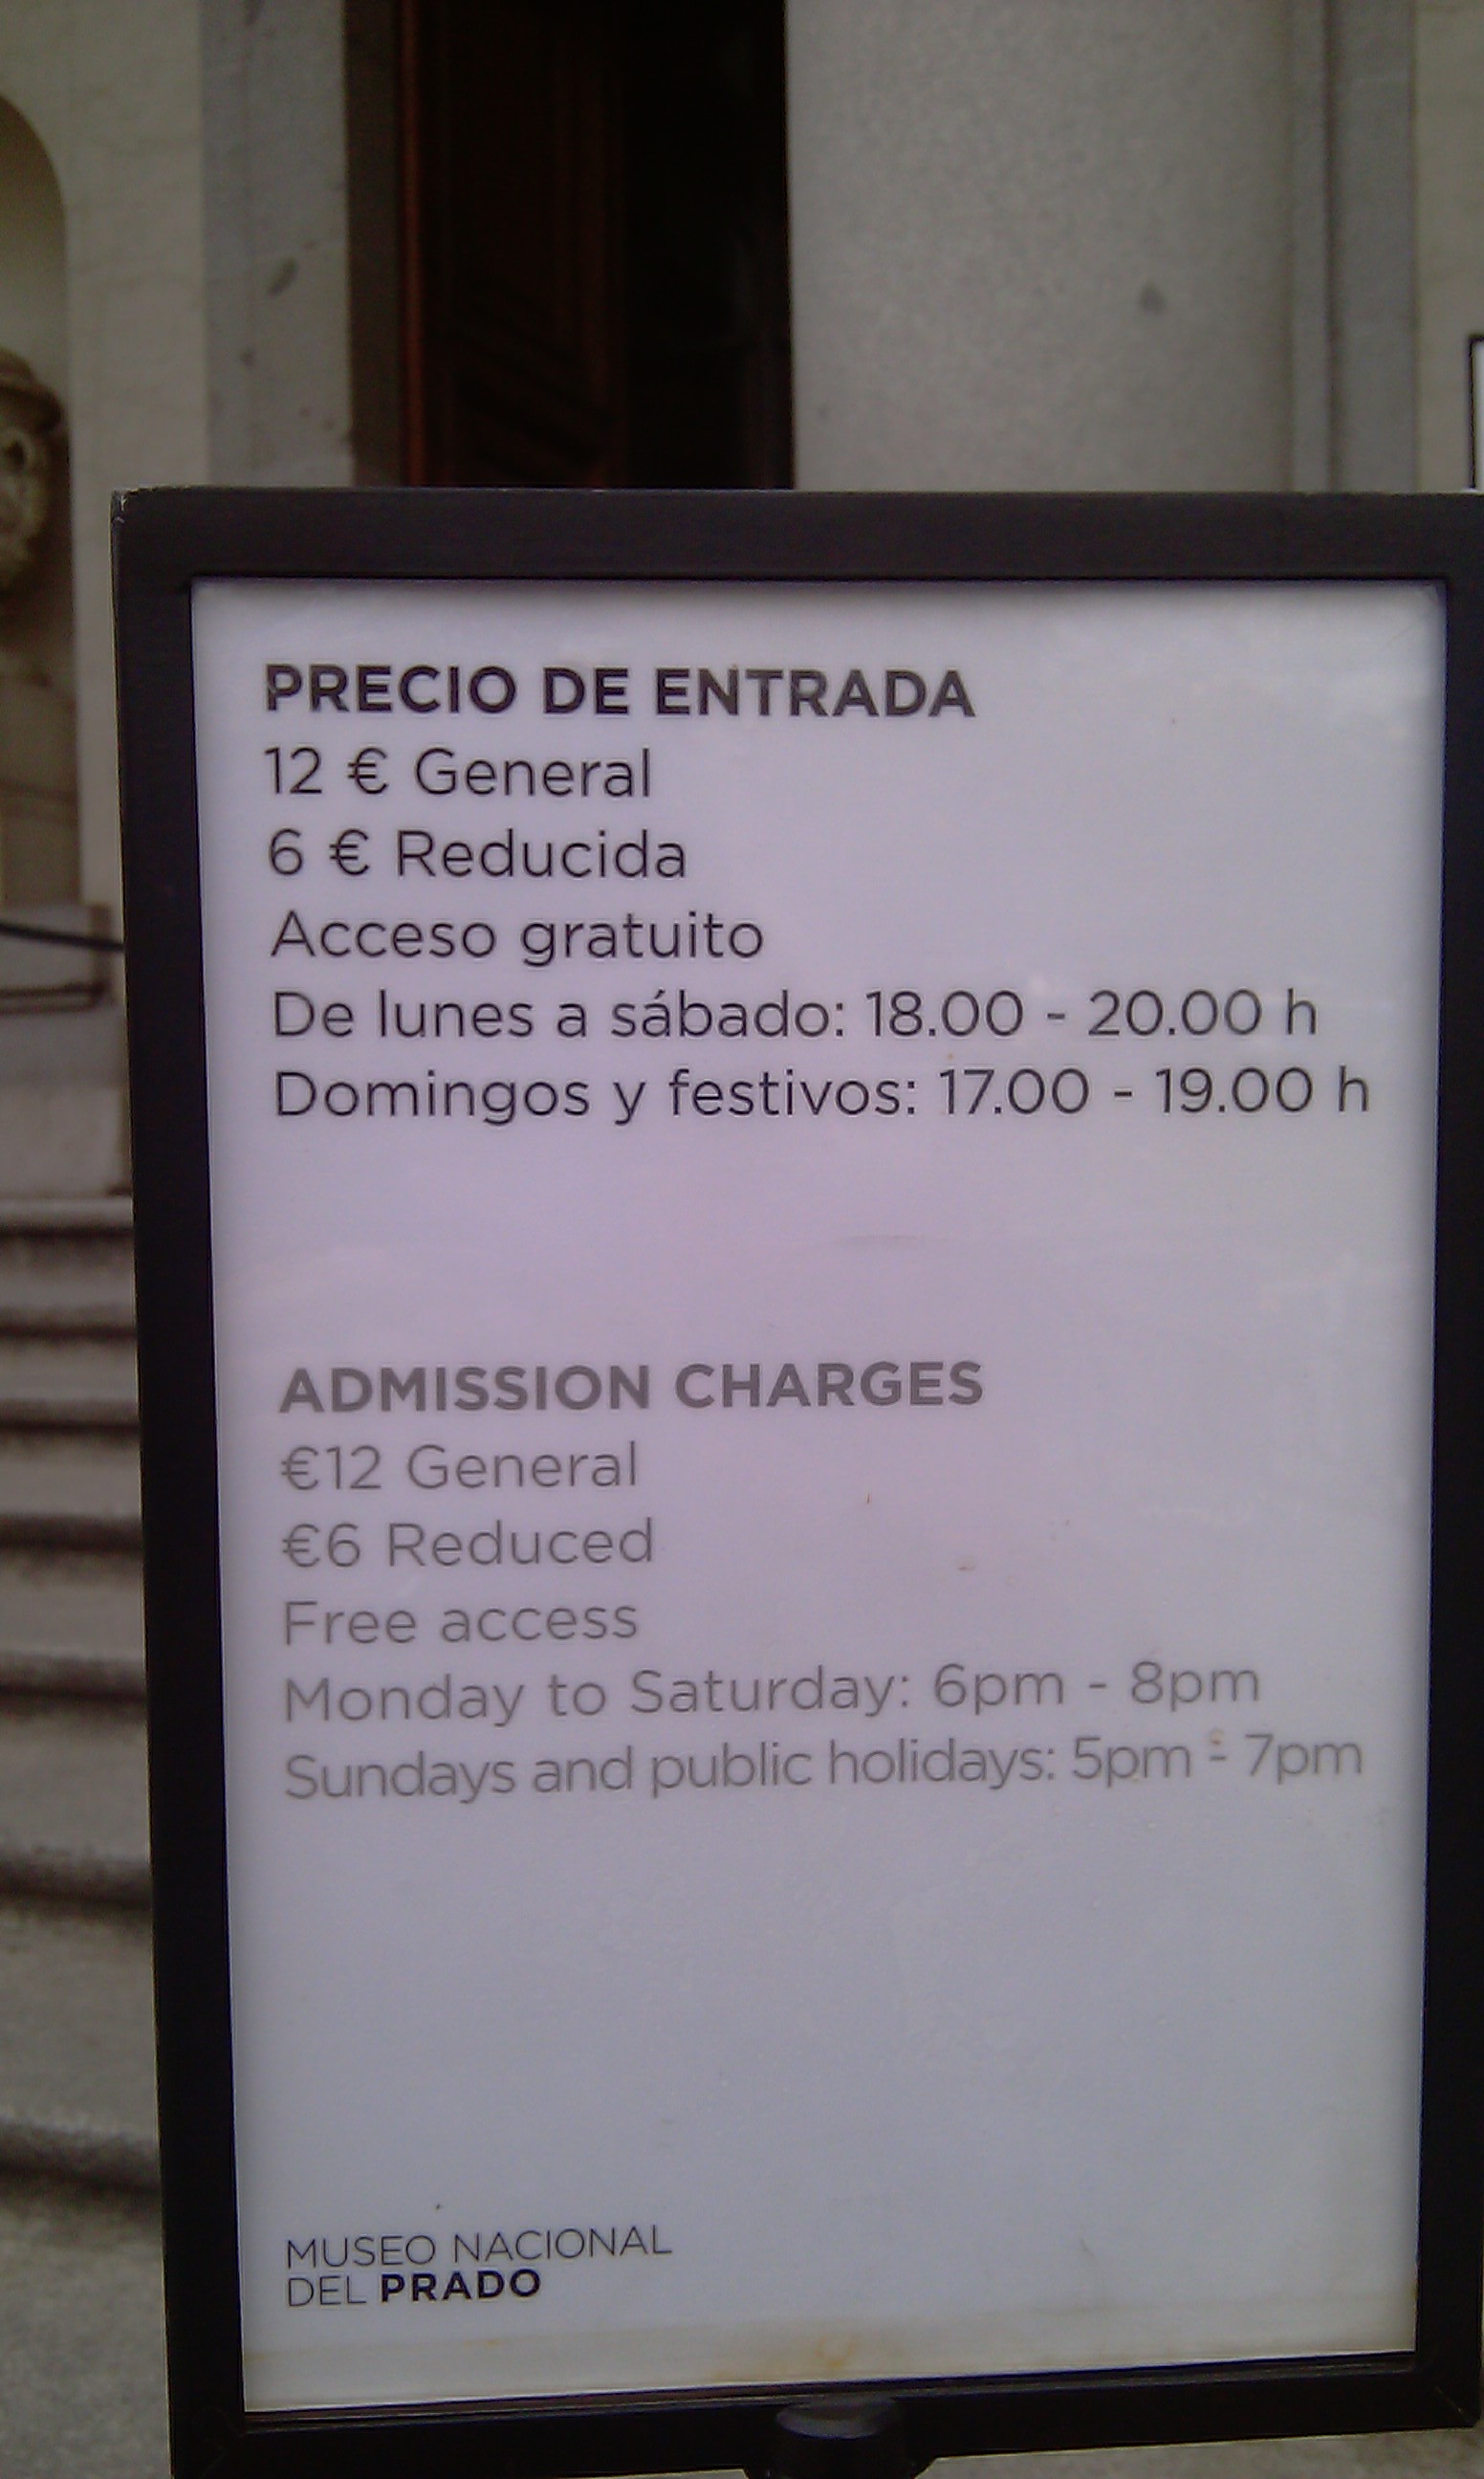 PRECIO DE ENTRADA
12 € General
6 € Reducida
Acceso gratuito
De lunes a sábado: 18.00 - 20.00 h
Domingos y festivos: 17.00 - 19.00 h
ADMISSION CHARGES
€12 General
€6 Reduced
Free access
Monday to Saturday: 6pm - 8pm
Sundays and public holidays: 5pm - 7pm
MUSEO NACIONAL
DEL PRADO